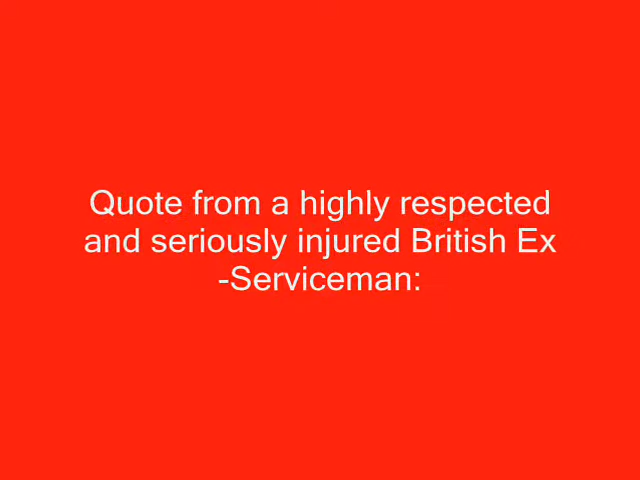 Quote from a highly respected
and seriously injured British Ex
-Serviceman: